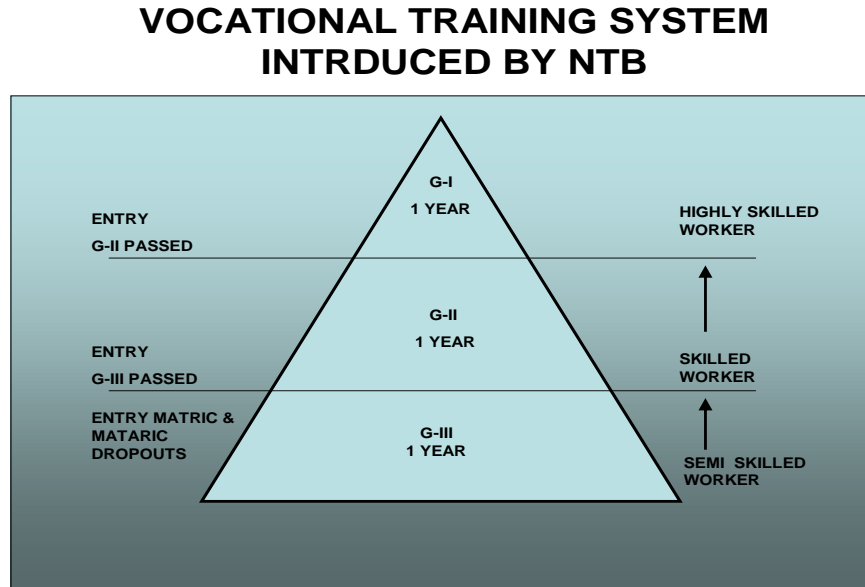 VOCATIONAL TRAINING SYSTEM
INTRDUCED BY NTB
G-I
1 YEAR
ENTRY
G-II PASSED
HIGHLY SKILLED
WORKER
G-II
1 YEAR
ENTRY
G-III PASSED
SKILLED
WORKER
ENTRY MATRIC &
MATARIC
DROPOUTS
G-III
1 YEAR
SEMI  SKILLED
WORKER